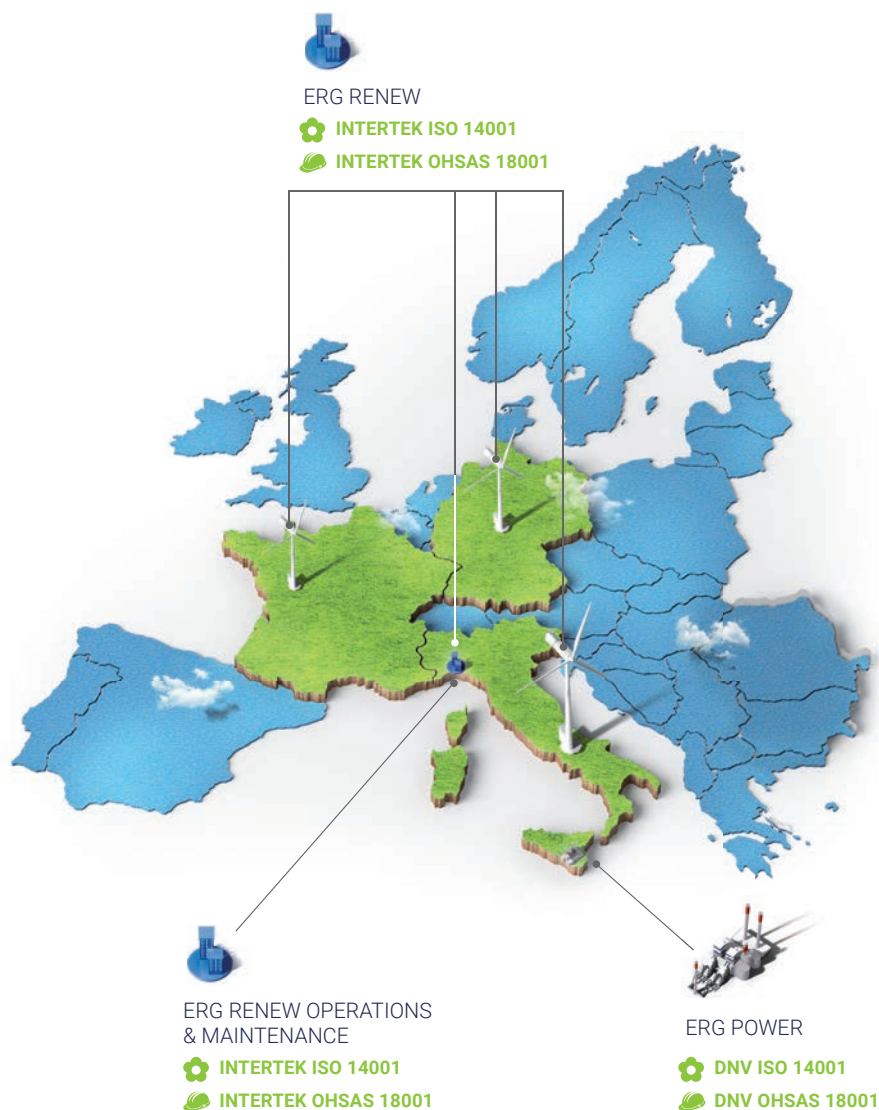 ERG RENEW
INTERTEK ISO 14001
INTERTEK OHSAS 18001
ERG RENEW OPERATIONS
& MAINTENANCE
INTERTEK ISO 14001
INTERTEK OHSAS 18001
ERG POWER
DNV ISO 14001
DNV OHSAS 18001